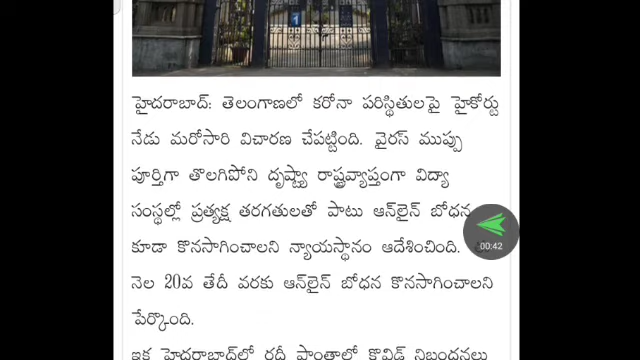 హైదరాబాద్: తెలంగాణలో కరోనా పరిస్థితులపై హైకోర్టు
నేడు మరోసారి విచారణ చేపట్టింది. వైరస్ ముప్పు
పూర్తిగా తొలగిపోని దృష్ట్యా రాష్ట్రవ్యాప్తంగా విద్యా
సంస్థల్లో ప్రత్యక్ష తరగతులతో పాటు ఆన్‌లైన్ బోధన
కూడా కొనసాగించాలని న్యాయస్థానం ఆదేశించింది.
00:42
నెల 20వ తేదీ వరకు ఆన్‌లైన్ బోధన కొనసాగించాలని
పేర్కొంది.
ఇక హైదరాబాద్‌లో రద్దీ ప్రాంతాల్లో కొవిడ్ నిబంధనలు